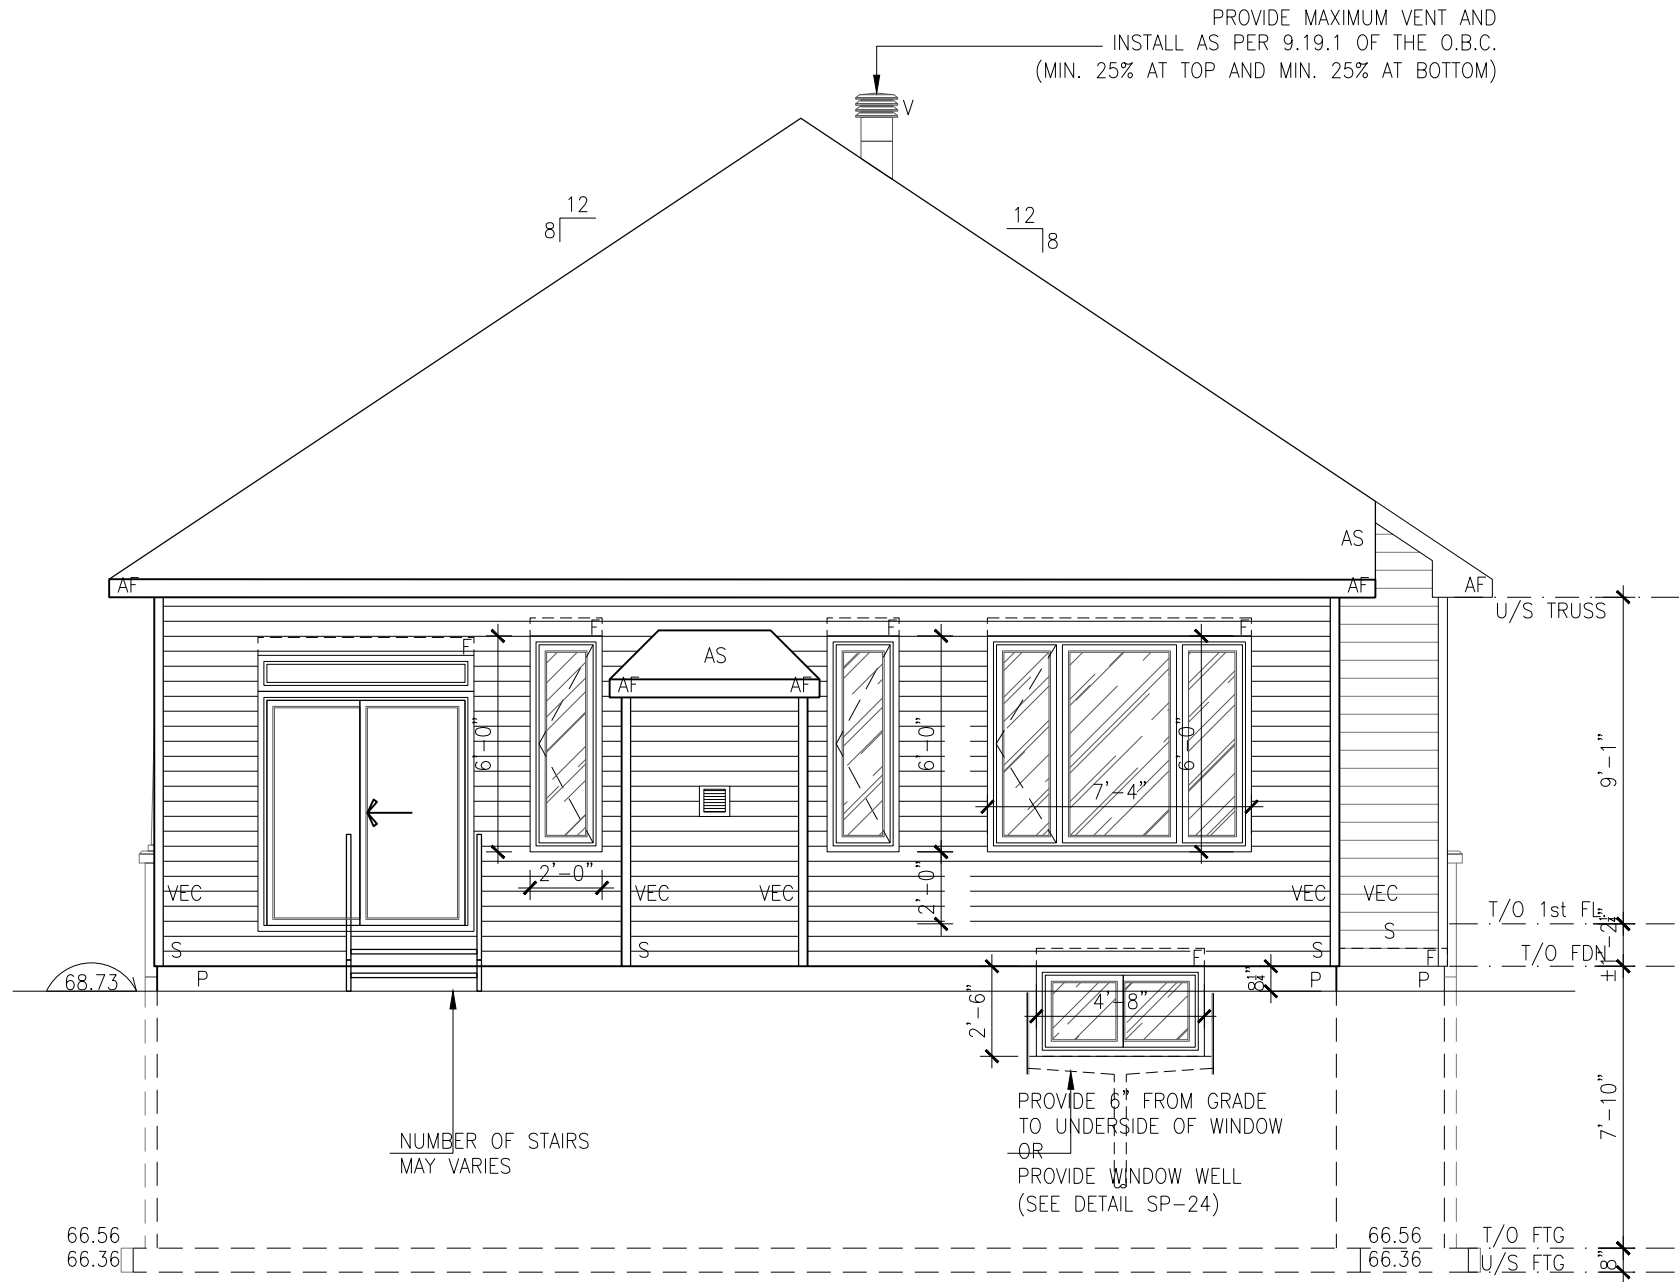 PROVIDE MAXIMUM VENT AND
INSTALL AS PER 9.19.1 OF THE O.B.C.
(MIN. 25% AT TOP AND MIN. 25% AT BOTTOM)
V
12
8
12
8
AS
AF
AF
AF
U/S TRUSS
F
F
F
F
AS
AF
AF
6'-0"
6'-0"
6'-0"
9'-1"
7'-4"
2'-0"
2'-0"
VEC
VEC
VEC
VEC
VEC
T/O 1st FL.
S
S
S
S
T/O FDN
F
F
68.73
P
P
P
8¼"
2'-6"
4'-8"
PROVIDE 6" FROM GRADE
TO UNDERSIDE OF WINDOW
OR
PROVIDE WINDOW WELL
(SEE DETAIL SP-24)
7'-10"
NUMBER OF STAIRS
MAY VARIES
66.56
66.36
66.56
66.36
T/O FTG
U/S FTG
8"